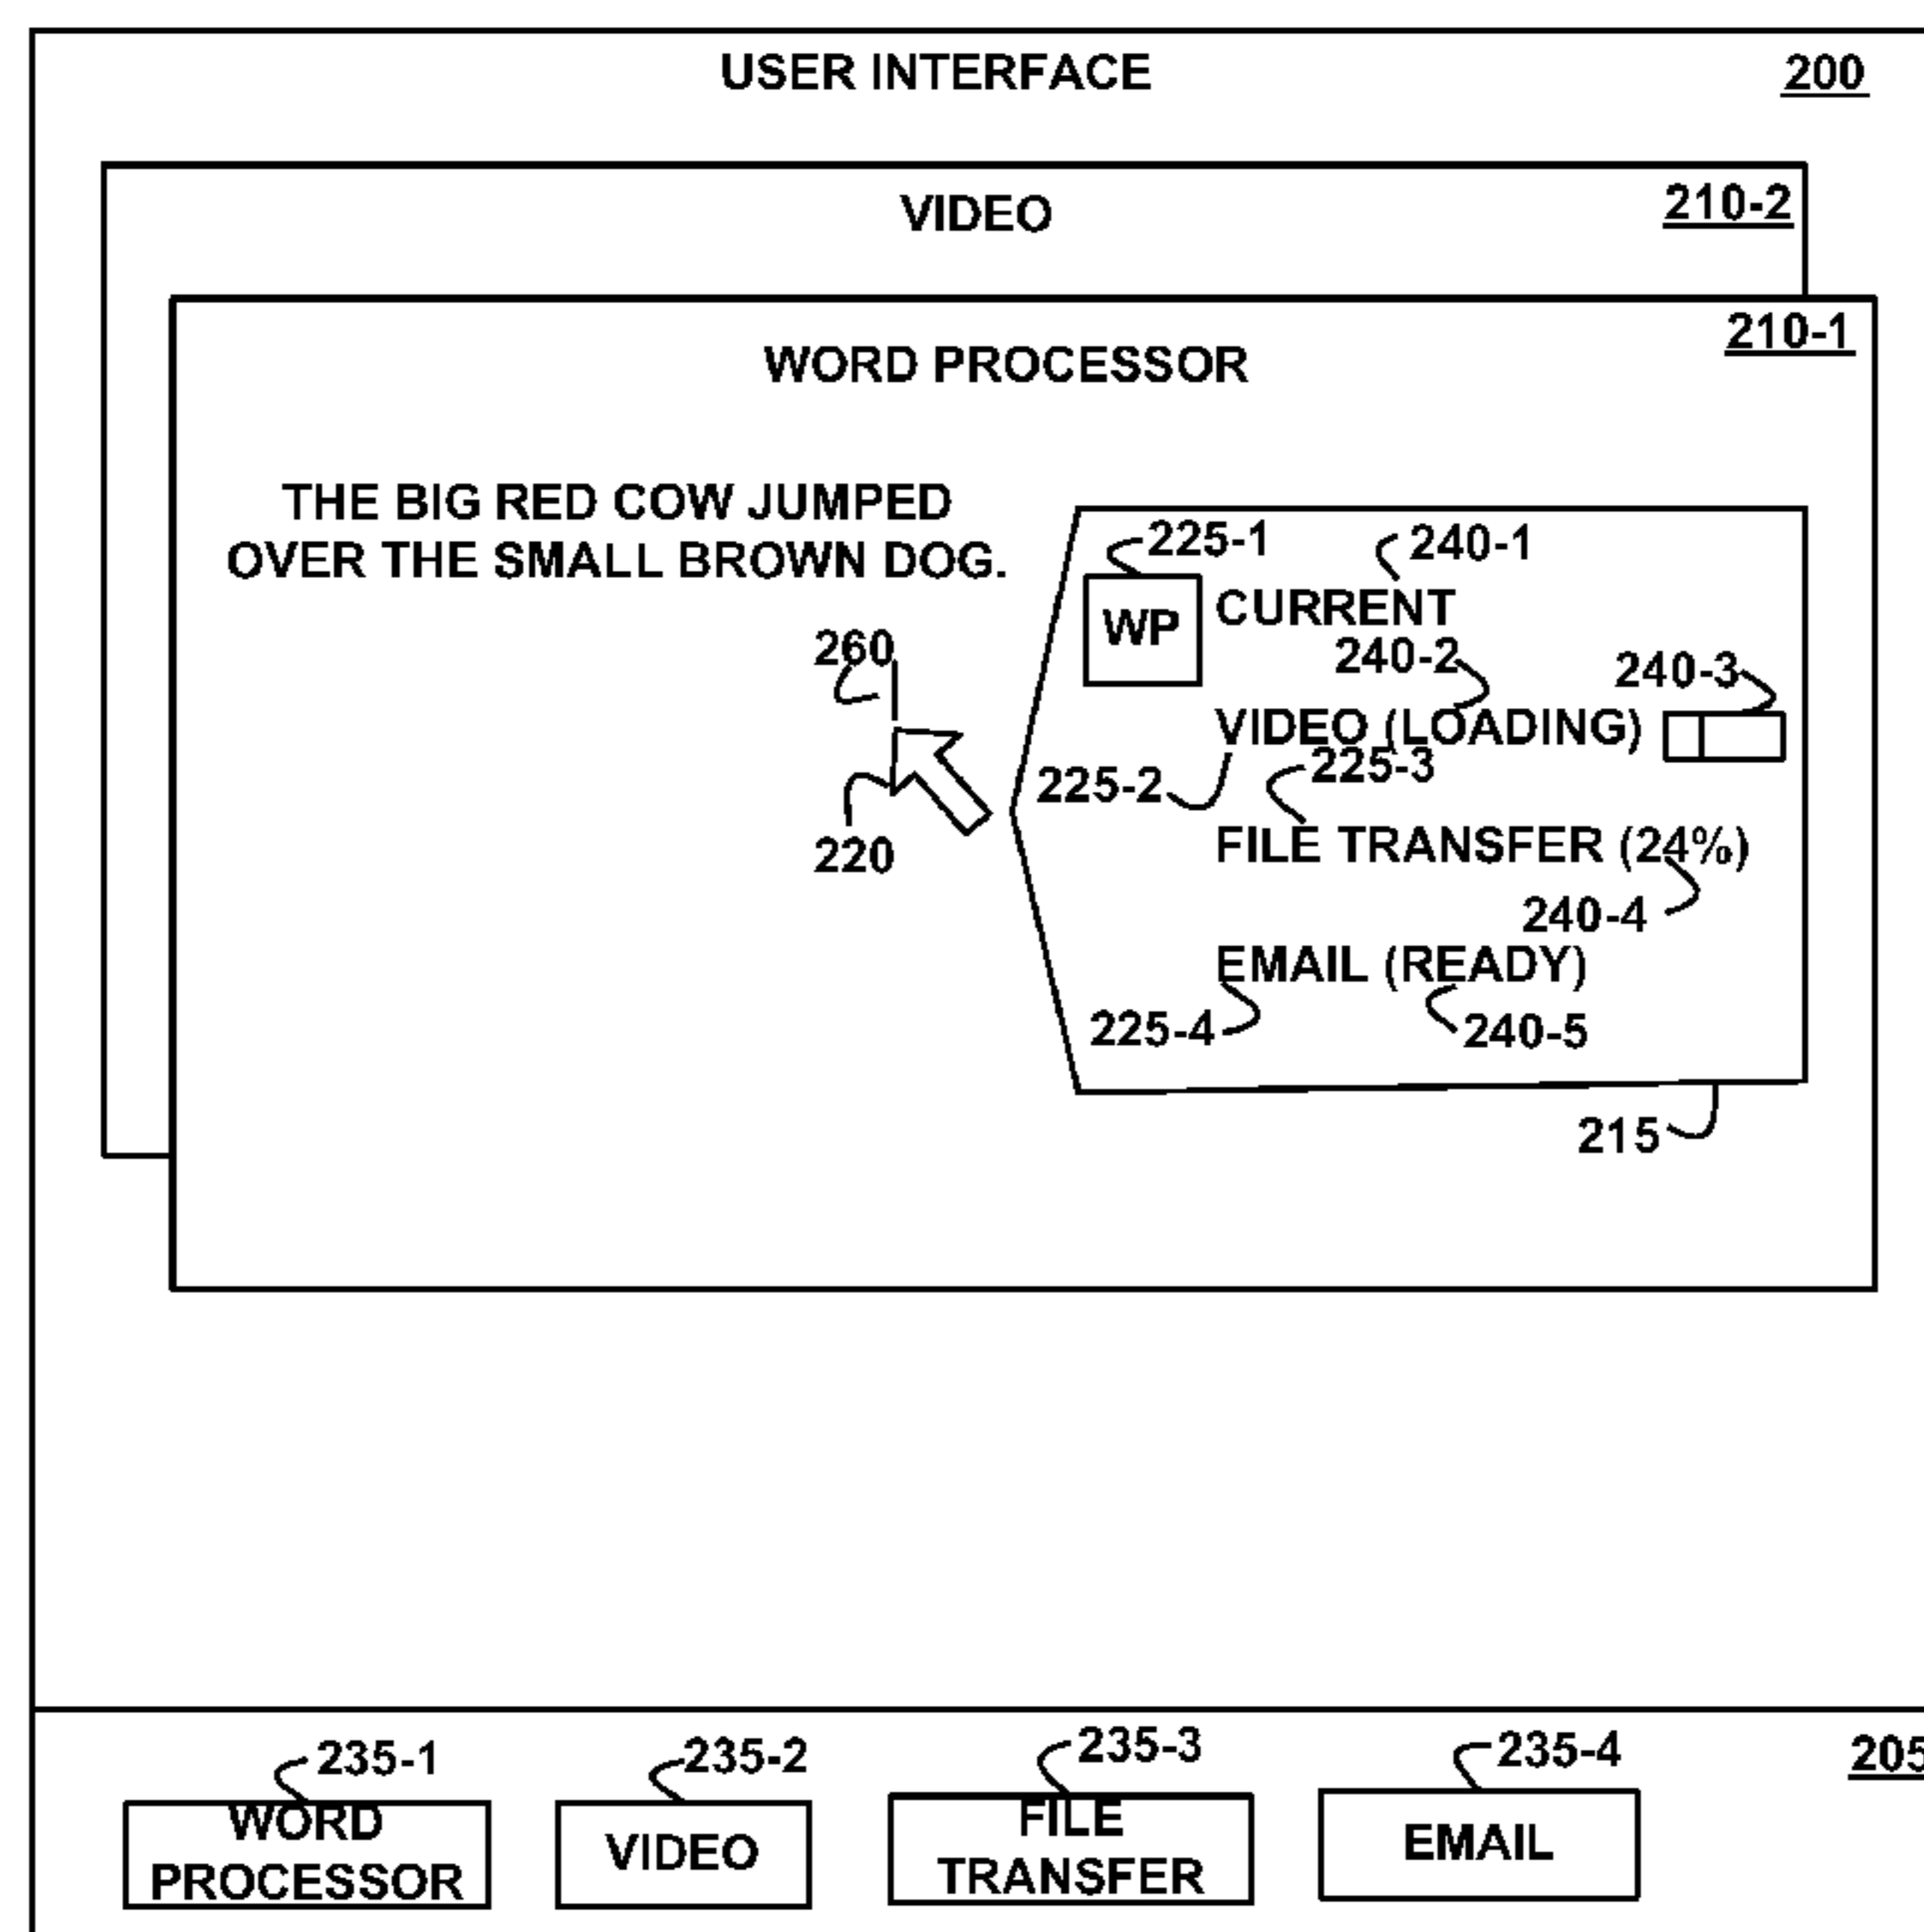 USER INTERFACE 200
VIDEO 210-2
210-1
WORD PROCESSOR
THE BIG RED COW JUMPED
OVER THE SMALL BROWN DOG.
225-1 240-1
WP CURRENT
260 240-2 240-3
VIDEO (LOADING)
225-2 225-3
220 FILE TRANSFER (24%)
240-4
EMAIL (READY)
225-4 240-5
215
235-1 235-2 235-3 235-4 205
WORD
PROCESSOR
VIDEO
FILE
TRANSFER
EMAIL